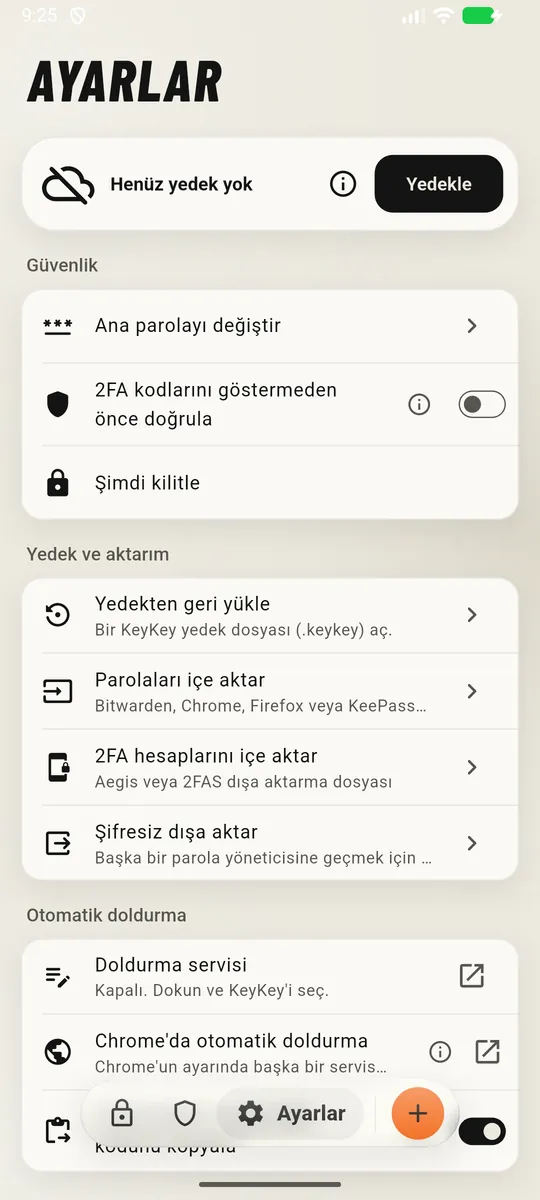 9:25
AYARLAR
Henüz yedek yok
Yedekle
Güvenlik
Ana parolayı değiştir
2FA kodlarını göstermeden
önce doğrula
Şimdi kilitle
Yedek ve aktarım
Yedekten geri yükle
Bir KeyKey yedek dosyası (.keykey) aç.
Parolaları içe aktar
Bitwarden, Chrome, Firefox veya KeePass…
2FA hesaplarını içe aktar
Aegis veya 2FAS dışa aktarma dosyası
Şifresiz dışa aktar
Başka bir parola yöneticisine geçmek için …
Otomatik doldurma
Doldurma servisi
Kapalı. Dokun ve KeyKey'i seç.
Chrome'da otomatik doldurma
Chrome'un ayarında başka bir servis…
Ayarlar
kodunu kopyala